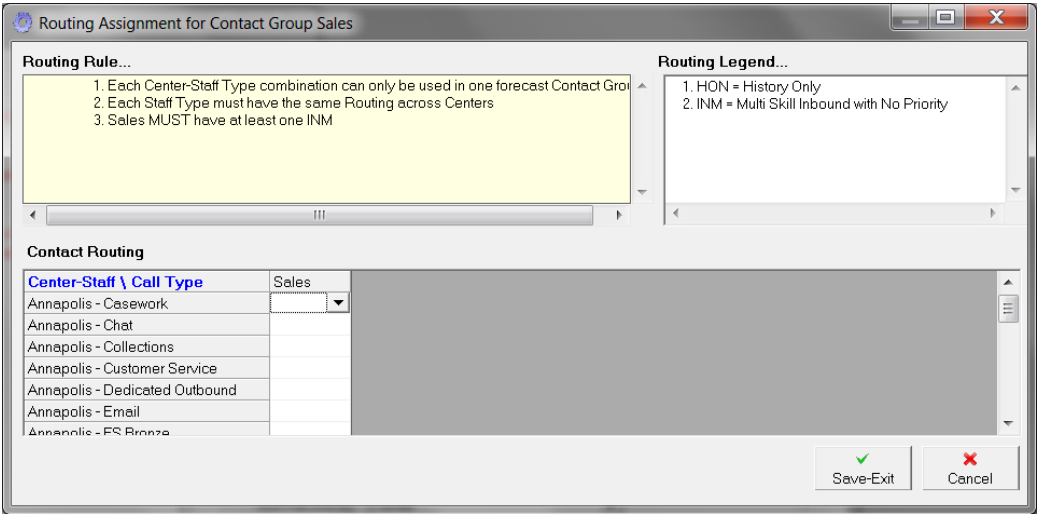 Routing Assignment for Contact Group Sales
Routing Rule...
1. Each Center-Staff Type combination can only be used in one forecast Contact
2. Each Staff Type must have the same Routing across Centers
3. Sales MUST have at least one INM
Routing Legend...
1. HON = History Only
2. INM = Multi Skill Inbound with No Priority
Contact Routing
Center-Staff \ Call Type Sales
Annapolis - Casework
Annapolis - Chat
Annapolis - Collections
Annapolis - Customer Service
Annapolis - Dedicated Outbound
Annapolis - Email
Annapolis - ES Bronze
Save-Exit
Cancel